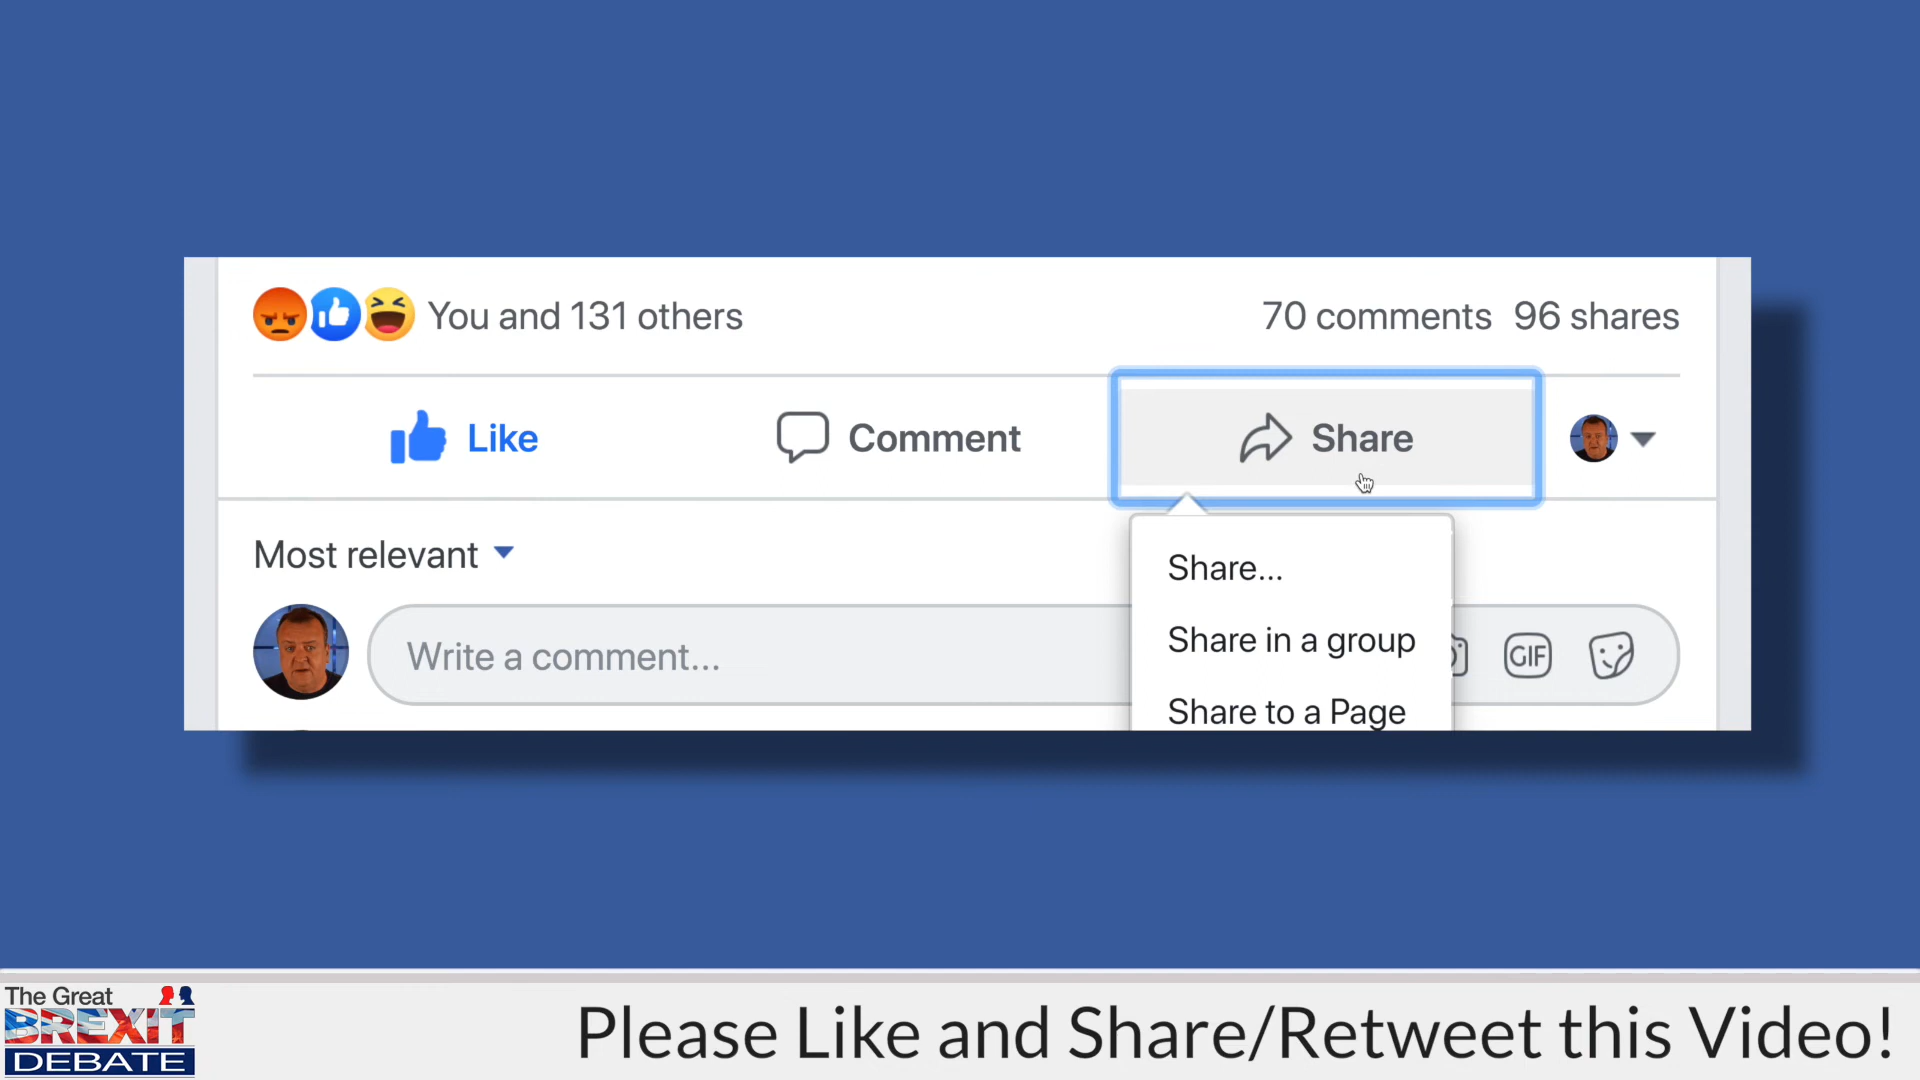 You and 131 others
70 comments 96 shares
Like
Comment
Share
Most relevant
Share...
Share in a group
Share to a Page
Write a comment...
GIF
The Great
BREXIT
DEBATE
Please Like and Share/Retweet this Video!